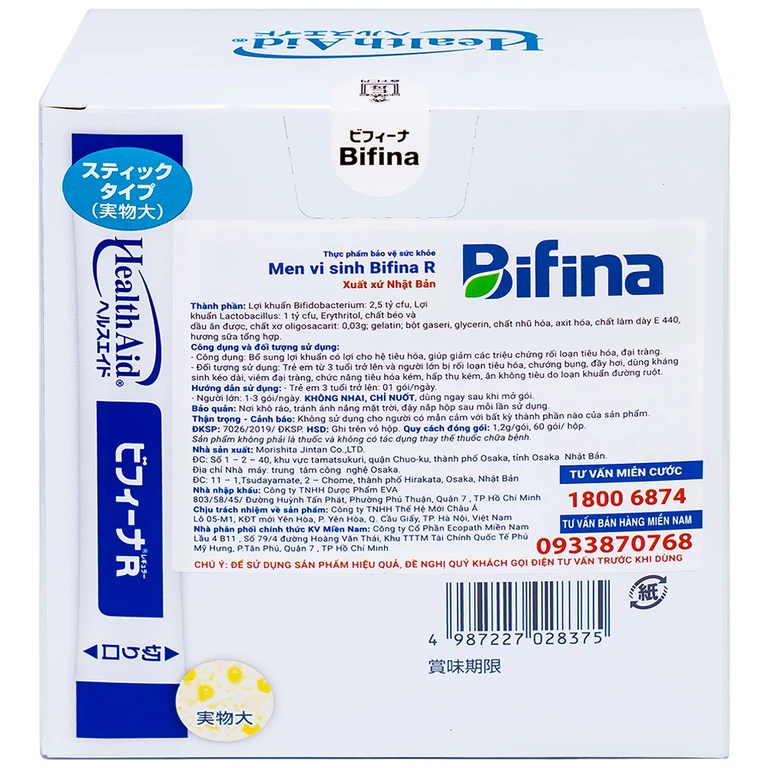 HealthAid®
ヘルスエイド
ビフィーナ
Bifina
スティック
タイプ
(実物大)
HealthAid®
ヘルスエイド
ビフィーナ®R
レギュラー
◀切り口▶
実物大
Thực phẩm bảo vệ sức khỏe
Men vi sinh Bifina R
Xuất xứ Nhật Bản
Bifina
Thành phần: Lợi khuẩn Bifidobacterium: 2,5 tỷ cfu, Lợi
khuẩn Lactobacillus: 1 tỷ cfu, Erythritol, chất béo và
dầu ăn được, chất xơ oligosacarit: 0,03g; gelatin; bột gaseri, glycerin, chất nhũ hóa, axit hóa, chất làm dày E 440,
hương sữa tổng hợp.
Công dụng và đối tượng sử dụng:
- Công dụng: Bổ sung lợi khuẩn có lợi cho hệ tiêu hóa, giúp giảm các triệu chứng rối loạn tiêu hóa, đại tràng.
- Đối tượng sử dụng: Trẻ em từ 3 tuổi trở lên và người lớn bị rối loạn tiêu hóa, chướng bụng, đầy hơi, dùng kháng
sinh kéo dài, viêm đại tràng, chức năng tiêu hóa kém, hấp thụ kém, ăn không tiêu do loạn khuẩn đường ruột.
Hướng dẫn sử dụng: - Trẻ em 3 tuổi trở lên: 01 gói/ngày.
- Người lớn: 1-3 gói/ngày. KHÔNG NHAI, CHỈ NUỐT, dùng ngay sau khi mở gói.
Bảo quản: Nơi khô ráo, tránh ánh nắng mặt trời, đậy nắp hộp sau mỗi lần sử dụng.
Thận trọng - Cảnh báo: Không sử dụng cho người có mẫn cảm với bất kỳ thành phần nào của sản phẩm.
ĐKSP: 7026/2019/ ĐKSP. HSD: Ghi trên vỏ hộp. Quy cách đóng gói: 1,2g/gói, 60 gói/ hộp.
Sản phẩm không phải là thuốc và không có tác dụng thay thế thuốc chữa bệnh.
Nhà sản xuất: Morishita Jintan Co.,LTD.
ĐC: Số 1 – 2 – 40, khu vực tamatsukuri, quận Chuo-ku, thành phố Osaka, tỉnh Osaka Nhật Bản.
Địa chỉ Nhà máy: trung tâm công nghệ Osaka.
ĐC: 11 – 1,Tsudayamate, 2 – Chome, thành phố Hirakata, Osaka, Nhật Bản
Nhà nhập khẩu: Công ty TNHH Dược Phẩm EVA
803/58/45/ Đường Huỳnh Tấn Phát, Phường Phú Thuận, Quận 7 , TP Hồ Chí Minh
Chịu trách nhiệm về sản phẩm: Công ty TNHH Thế Hệ Mới Châu Á
Lô 05-M1, KĐT mới Yên Hòa, P. Yên Hòa, Q. Cầu Giấy, TP. Hà Nội, Việt Nam
Nhà phân phối chính thức KV Miền Nam: Công ty Cổ Phần Ecopath Miền Nam
Lầu 4 B11 , Số 79/4 đường Hoàng Văn Thái, Khu TTTM Tài Chính Quốc Tế Phú
Mỹ Hưng, P.Tân Phú, Quận 7 , TP Hồ Chí Minh
TƯ VẤN MIỄN CƯỚC
1800 6874
TƯ VẤN BÁN HÀNG MIỀN NAM
0933870768
CHÚ Ý: ĐỂ SỬ DỤNG SẢN PHẨM HIỆU QUẢ, ĐỀ NGHỊ QUÝ KHÁCH GỌI ĐIỆN TƯ VẤN TRƯỚC KHI DÙNG
4 987227 028375
紙
賞味期限